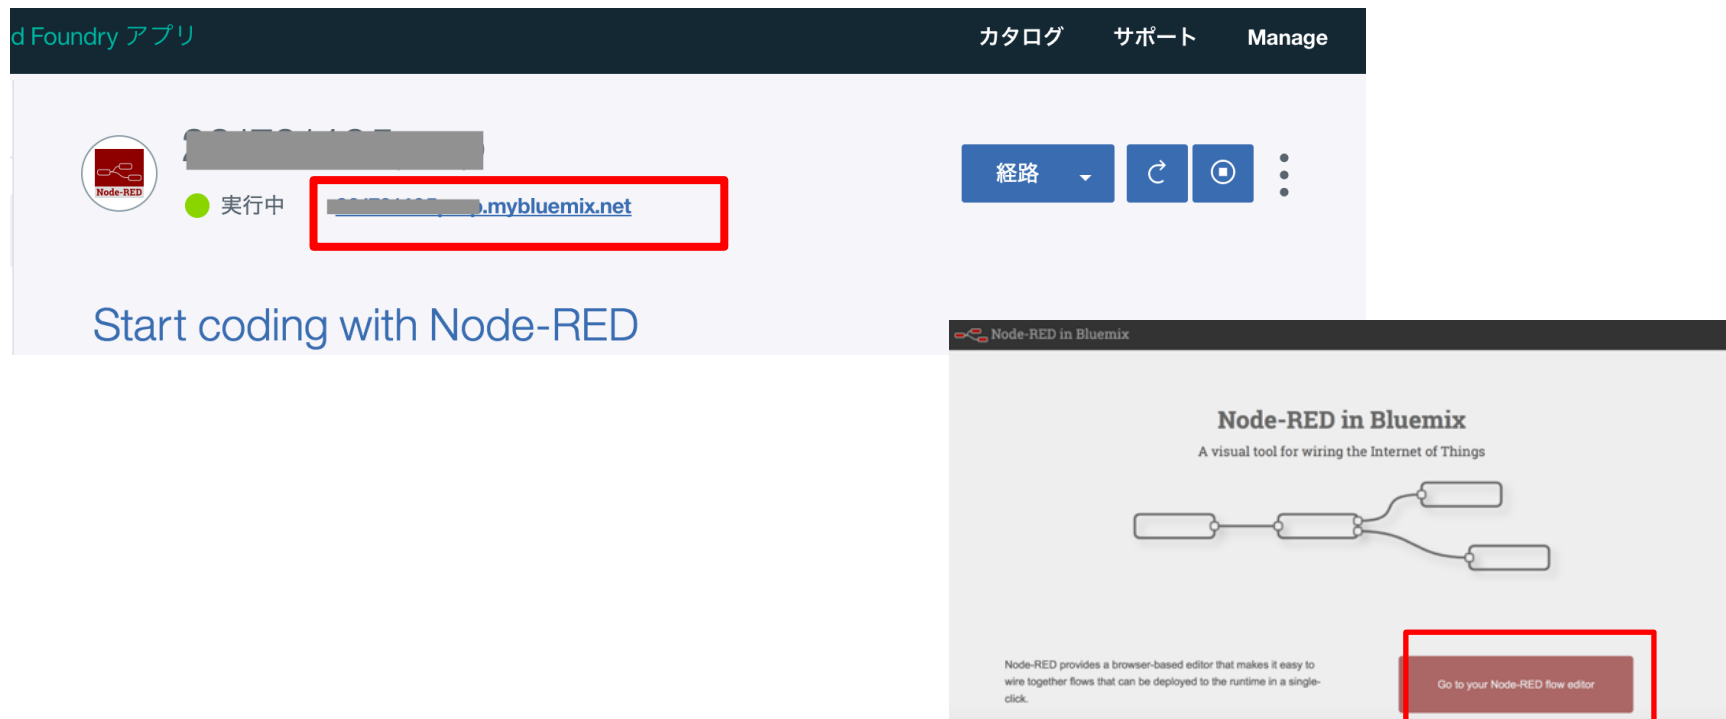 d Foundry アプリ
カタログ サポート Manage
Node-RED
実行中
.mybluemix.net
経路
Start coding with Node-RED
Node-RED in Bluemix
Node-RED in Bluemix
A visual tool for wiring the Internet of Things
Node-RED provides a browser-based editor that makes it easy to
wire together flows that can be deployed to the runtime in a single-
click.
Go to your Node-RED flow editor